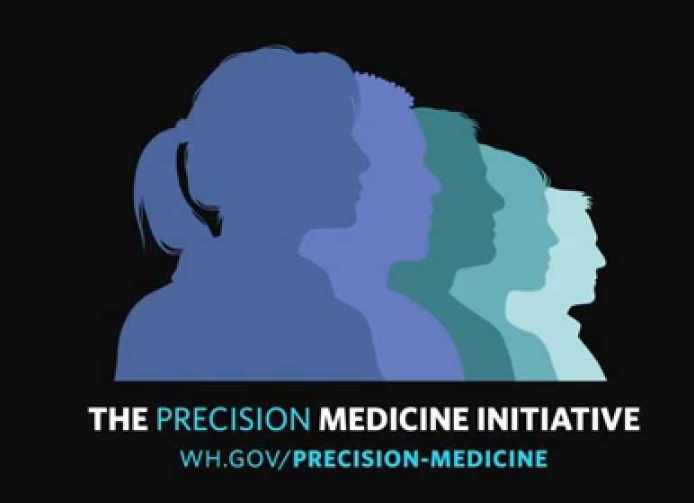 THE PRECISION MEDICINE INITIATIVE
WH.GOV/PRECISION-MEDICINE